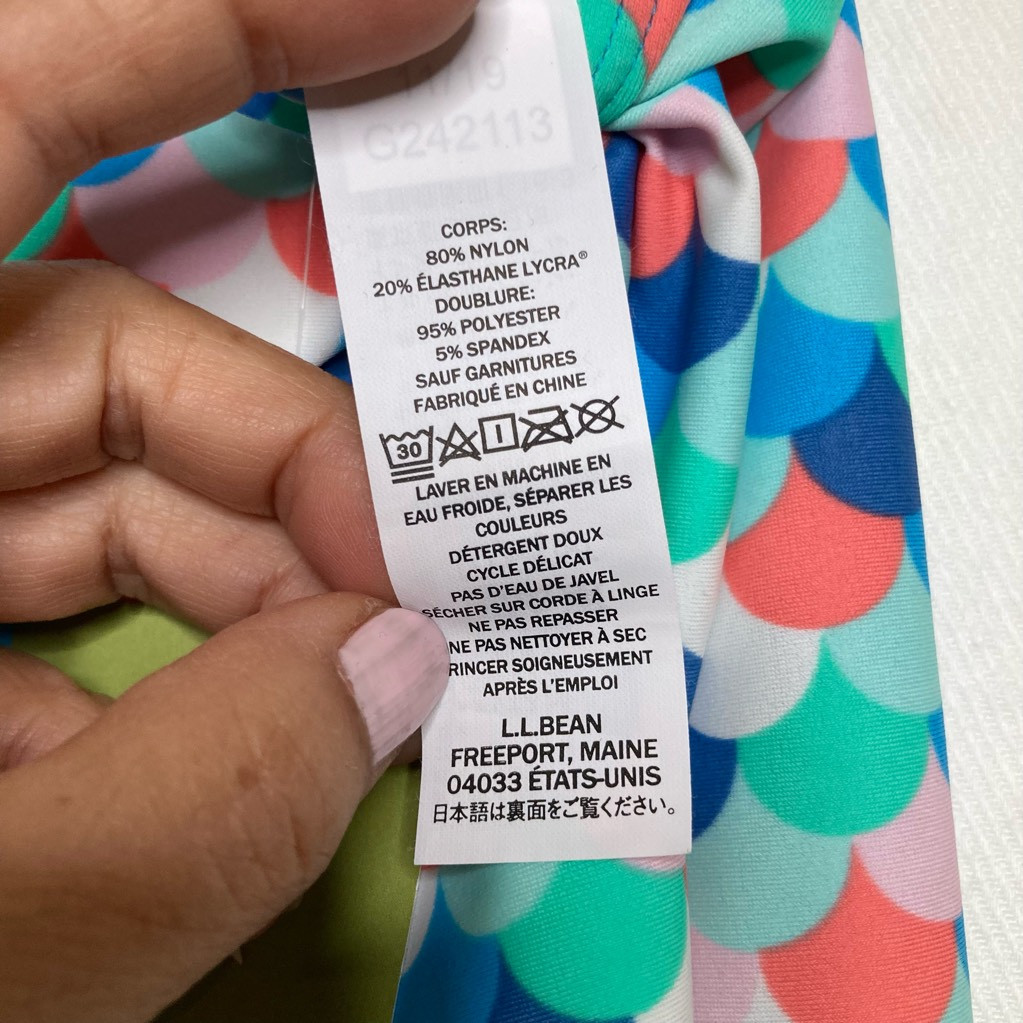 11/19
G242113
CORPS:
80% NYLON
20% ÉLASTHANE LYCRA®
DOUBLURE:
95% POLYESTER
5% SPANDEX
SAUF GARNITURES
FABRIQUÉ EN CHINE
30
LAVER EN MACHINE EN
EAU FROIDE, SÉPARER LES
COULEURS
DÉTERGENT DOUX
CYCLE DÉLICAT
PAS D'EAU DE JAVEL
SÉCHER SUR CORDE À LINGE
NE PAS REPASSER
NE PAS NETTOYER À SEC
RINCER SOIGNEUSEMENT
APRÈS L'EMPLOI
L.L.BEAN
FREEPORT, MAINE
04033 ÉTATS-UNIS
日本語は裏面をご覧ください。